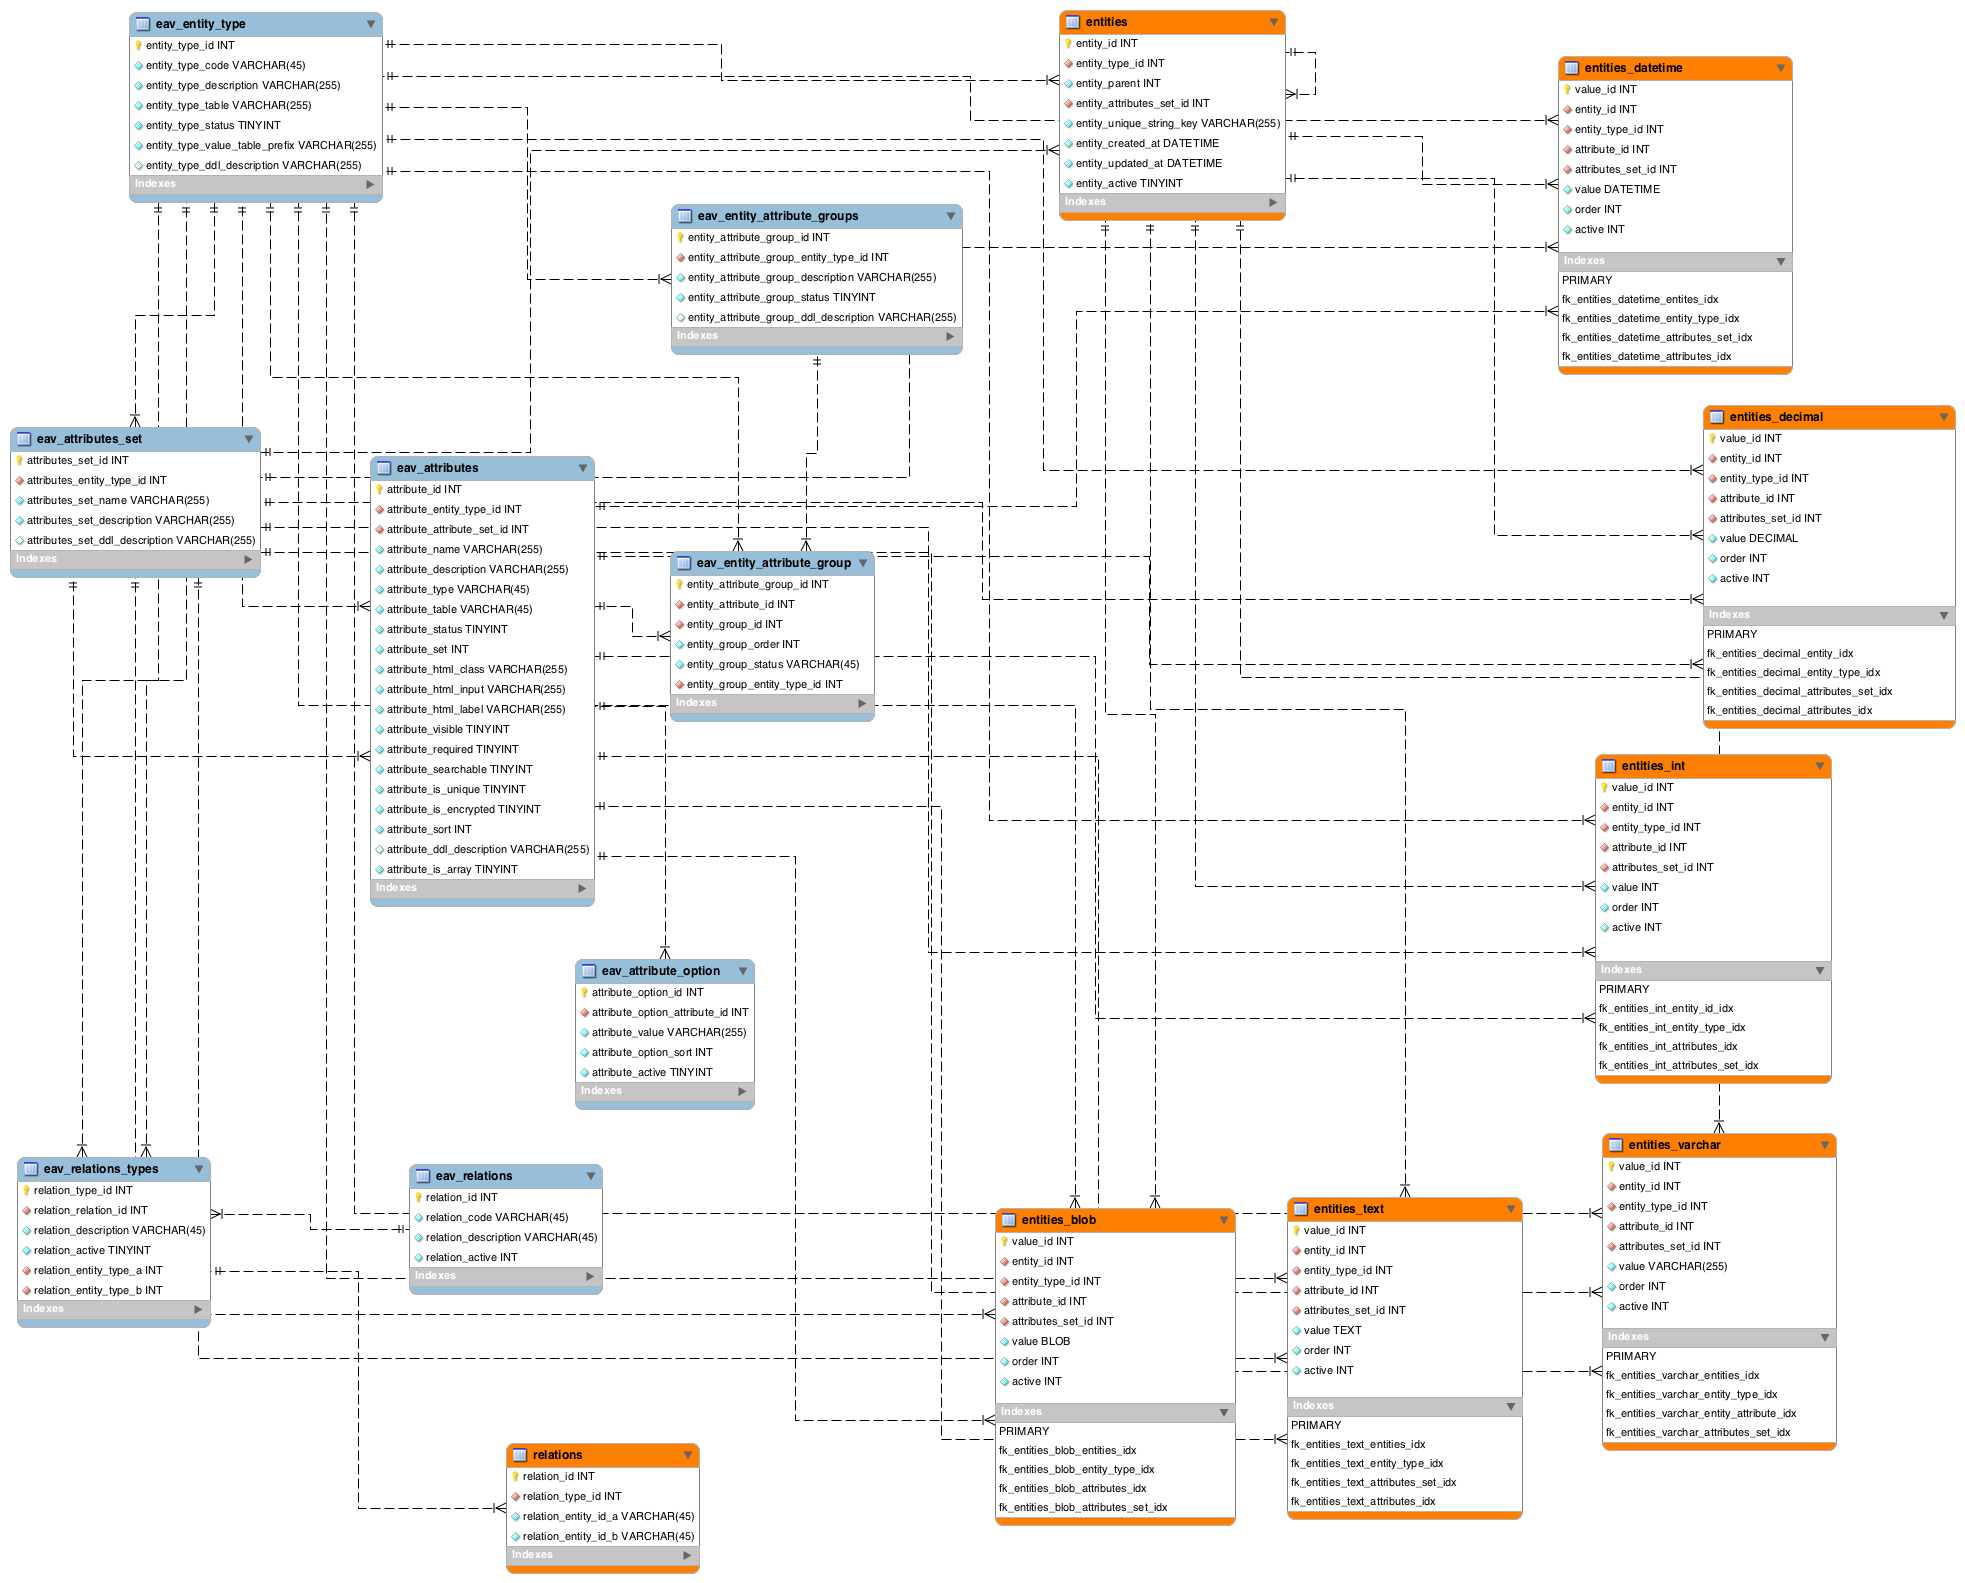 eav_entity_type
entity_type_id INT
entity_type_code VARCHAR(45)
entity_type_description VARCHAR(255)
entity_type_table VARCHAR(255)
entity_type_status TINYINT
entity_type_value_table_prefix VARCHAR(255)
entity_type_ddl_description VARCHAR(255)
Indexes
entities
entity_id INT
entity_type_id INT
entity_parent INT
entity_attributes_set_id INT
entity_unique_string_key VARCHAR(255)
entity_created_at DATETIME
entity_updated_at DATETIME
entity_active TINYINT
Indexes
entities_datetime
value_id INT
entity_id INT
entity_type_id INT
attribute_id INT
attributes_set_id INT
value DATETIME
order INT
active INT
Indexes
PRIMARY
fk_entities_datetime_entites_idx
fk_entities_datetime_entity_type_idx
fk_entities_datetime_attributes_set_idx
fk_entities_datetime_attributes_idx
eav_entity_attribute_groups
entity_attribute_group_id INT
entity_attribute_group_entity_type_id INT
entity_attribute_group_description VARCHAR(255)
entity_attribute_group_status TINYINT
entity_attribute_group_ddl_description VARCHAR(255)
Indexes
eav_attributes_set
attributes_set_id INT
attributes_entity_type_id INT
attributes_set_name VARCHAR(255)
attributes_set_description VARCHAR(255)
attributes_set_ddl_description VARCHAR(255)
Indexes
eav_attributes
attribute_id INT
attribute_entity_type_id INT
attribute_attribute_set_id INT
attribute_name VARCHAR(255)
attribute_description VARCHAR(255)
attribute_type VARCHAR(45)
attribute_table VARCHAR(45)
attribute_status TINYINT
attribute_set INT
attribute_html_class VARCHAR(255)
attribute_html_input VARCHAR(255)
attribute_html_label VARCHAR(255)
attribute_visible TINYINT
attribute_required TINYINT
attribute_searchable TINYINT
attribute_is_unique TINYINT
attribute_is_encrypted TINYINT
attribute_sort INT
attribute_ddl_description VARCHAR(255)
attribute_is_array TINYINT
Indexes
eav_entity_attribute_group
entity_attribute_group_id INT
entity_attribute_id INT
entity_group_id INT
entity_group_order INT
entity_group_status VARCHAR(45)
entity_group_entity_type_id INT
Indexes
entities_decimal
value_id INT
entity_id INT
entity_type_id INT
attribute_id INT
attributes_set_id INT
value DECIMAL
order INT
active INT
Indexes
PRIMARY
fk_entities_decimal_entity_idx
fk_entities_decimal_entity_type_idx
fk_entities_decimal_attributes_set_idx
fk_entities_decimal_attributes_idx
entities_int
value_id INT
entity_id INT
entity_type_id INT
attribute_id INT
attributes_set_id INT
value INT
order INT
active INT
Indexes
PRIMARY
fk_entities_int_entity_id_idx
fk_entities_int_entity_type_idx
fk_entities_int_attributes_idx
fk_entities_int_attributes_set_idx
eav_attribute_option
attribute_option_id INT
attribute_option_attribute_id INT
attribute_value VARCHAR(255)
attribute_option_sort INT
attribute_active TINYINT
Indexes
eav_relations_types
relation_type_id INT
relation_relation_id INT
relation_description VARCHAR(45)
relation_active TINYINT
relation_entity_type_a INT
relation_entity_type_b INT
Indexes
eav_relations
relation_id INT
relation_code VARCHAR(45)
relation_description VARCHAR(45)
relation_active INT
Indexes
entities_blob
value_id INT
entity_id INT
entity_type_id INT
attribute_id INT
attributes_set_id INT
value BLOB
order INT
active INT
Indexes
PRIMARY
fk_entities_blob_entities_idx
fk_entities_blob_entity_type_idx
fk_entities_blob_attributes_idx
fk_entities_blob_attributes_set_idx
entities_text
value_id INT
entity_id INT
entity_type_id INT
attribute_id INT
attributes_set_id INT
value TEXT
order INT
active INT
Indexes
PRIMARY
fk_entities_text_entities_idx
fk_entities_text_entity_type_idx
fk_entities_text_attributes_set_idx
fk_entities_text_attributes_idx
entities_varchar
value_id INT
entity_id INT
entity_type_id INT
attribute_id INT
attributes_set_id INT
value VARCHAR(255)
order INT
active INT
Indexes
PRIMARY
fk_entities_varchar_entities_idx
fk_entities_varchar_entity_type_idx
fk_entities_varchar_entity_attribute_idx
fk_entities_varchar_attributes_set_idx
relations
relation_id INT
relation_type_id INT
relation_entity_id_a VARCHAR(45)
relation_entity_id_b VARCHAR(45)
Indexes